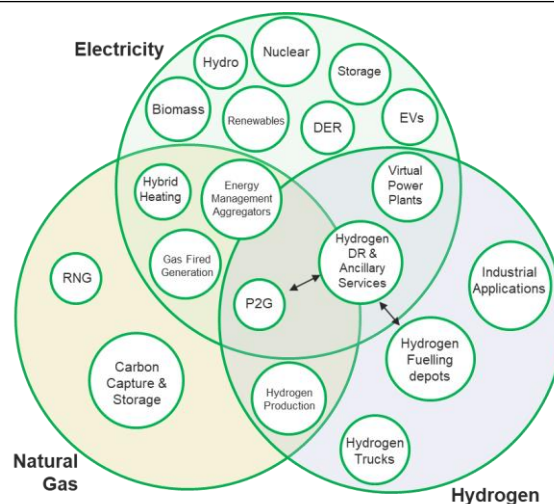 Electricity
Nuclear
Hydro
Storage
Biomass
Renewables
DER
EVs
Hybrid
Heating
Energy
Management
Aggregators
Virtual
Power
Plants
Gas Fired
Generation
Hydrogen
DR &
Ancillary
Services
RNG
P2G
Industrial
Applications
Carbon
Capture &
Storage
Hydrogen
Fuelling
depots
Hydrogen
Production
Hydrogen
Trucks
Natural
Gas
Hydrogen